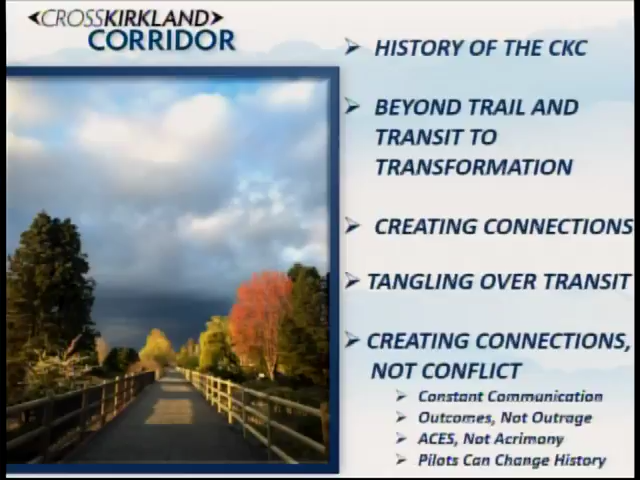 <CROSSKIRKLAND>
CORRIDOR
HISTORY OF THE CKC
BEYOND TRAIL AND
TRANSIT TO
TRANSFORMATION
CREATING CONNECTIONS
TANGLING OVER TRANSIT
CREATING CONNECTIONS,
NOT CONFLICT
Constant Communication
Outcomes, Not Outrage
ACES, Not Acrimony
Pilots Can Change History